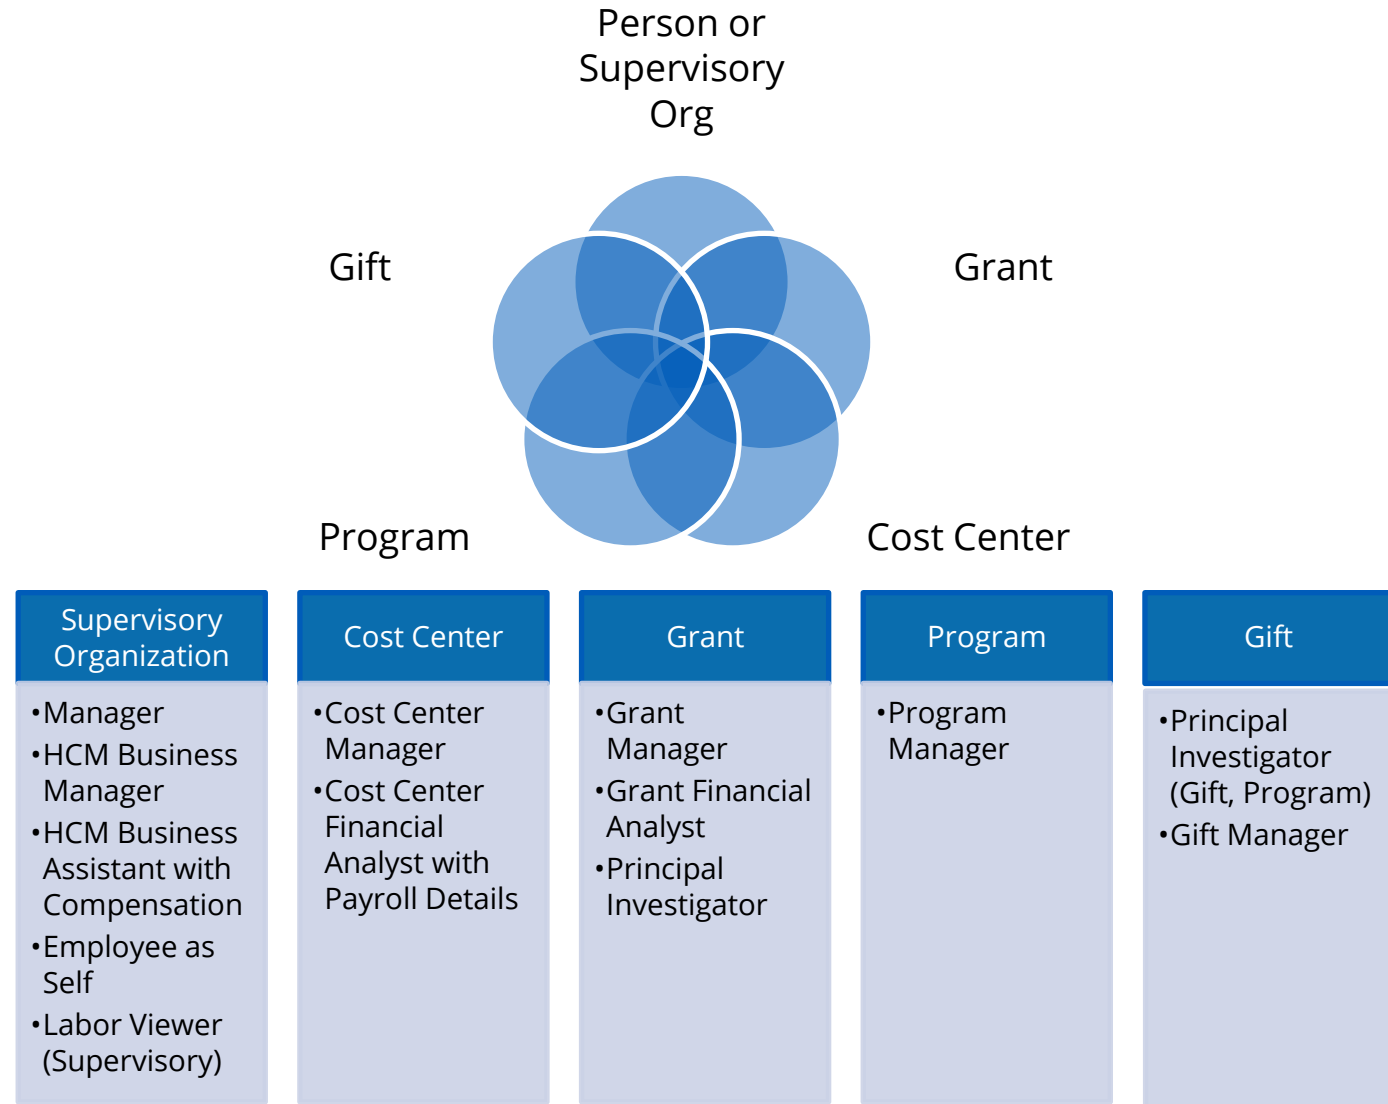 Person or
Supervisory
Org
Gift
Grant
Program
Cost Center
Supervisory
Organization
•Manager
•HCM Business
Manager
•HCM Business
Assistant with
Compensation
•Employee as
Self
•Labor Viewer
(Supervisory)
Cost Center
•Cost Center
Manager
•Cost Center
Financial
Analyst with
Payroll Details
Grant
•Grant
Manager
•Grant Financial
Analyst
•Principal
Investigator
Program
•Program
Manager
Gift
•Principal
Investigator
(Gift, Program)
•Gift Manager